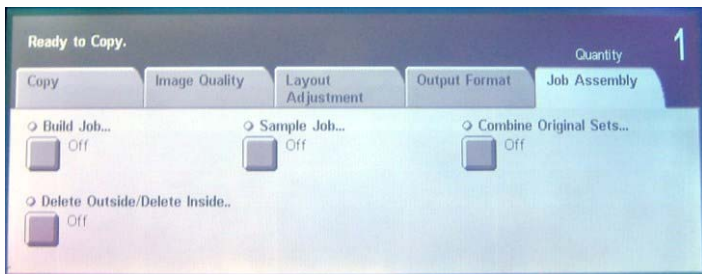 Ready to Copy.
Quantity 1
Copy Image Quality Layout Adjustment Output Format Job Assembly
Build Job... Sample Job... Combine Original Sets...
Off Off Off
Delete Outside/Delete Inside..
Off